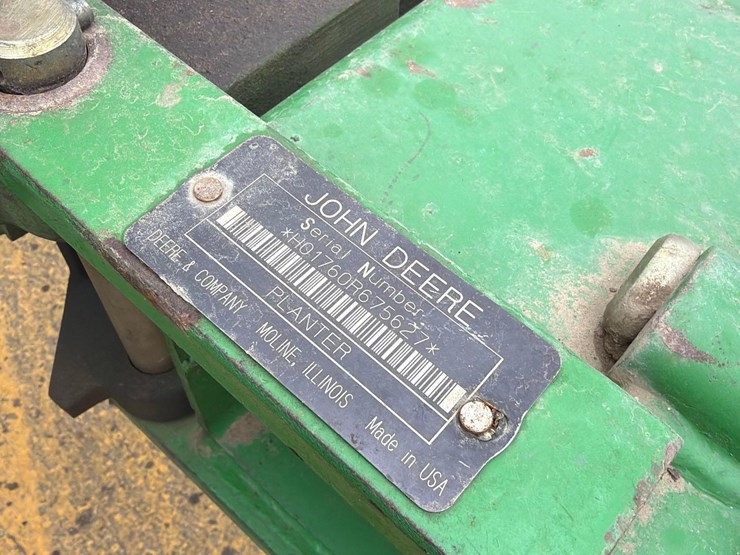 JOHN DEERE
Serial Number
*H01760R675627*
PLANTER
DEERE & COMPANY MOLINE, ILLINOIS Made in USA